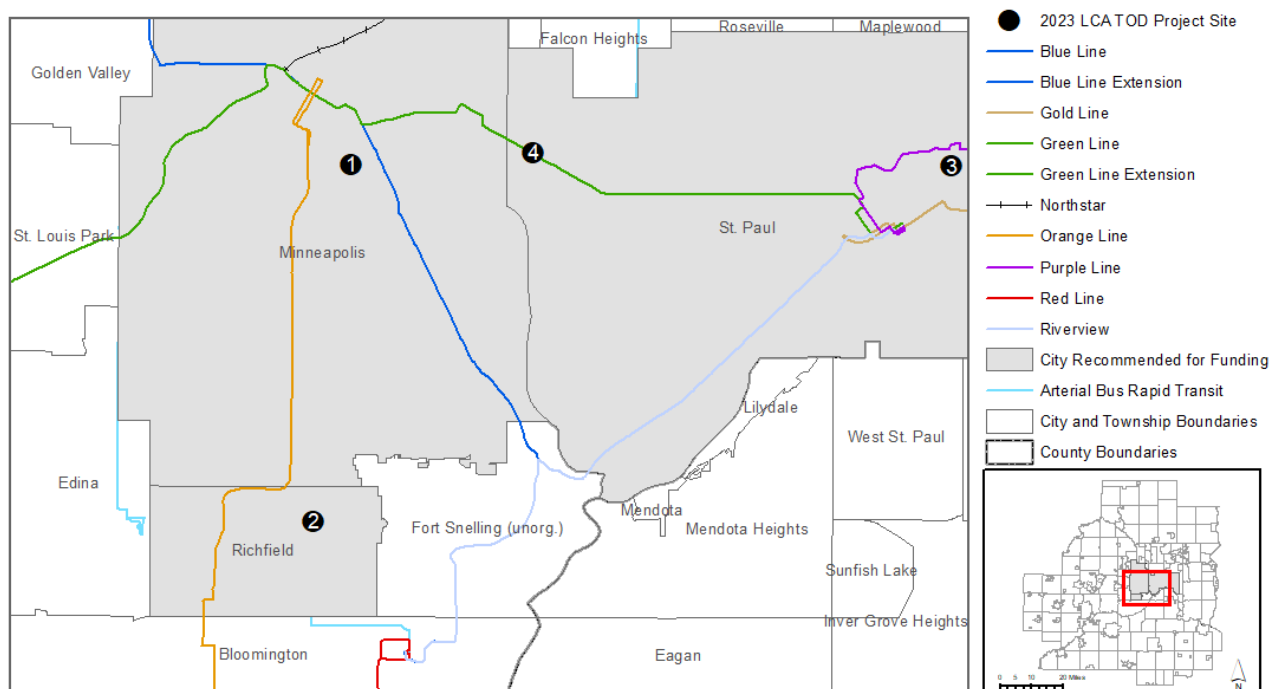 Roseville
Maplewood
Falcon Heights
Golden Valley
1
4
3
St. Louis Park
St. Paul
Minneapolis
Lilydale
West St. Paul
Edina
Mendota
2
Fort Snelling (unorg.)
Mendota Heights
Richfield
Sunfish Lake
Inver Grove Heights
Bloomington
Eagan
2023 LCA TOD Project Site
Blue Line
Blue Line Extension
Gold Line
Green Line
Green Line Extension
Northstar
Orange Line
Purple Line
Red Line
Riverview
City Recommended for Funding
Arterial Bus Rapid Transit
City and Township Boundaries
County Boundaries
0 5 10 20 Miles
N